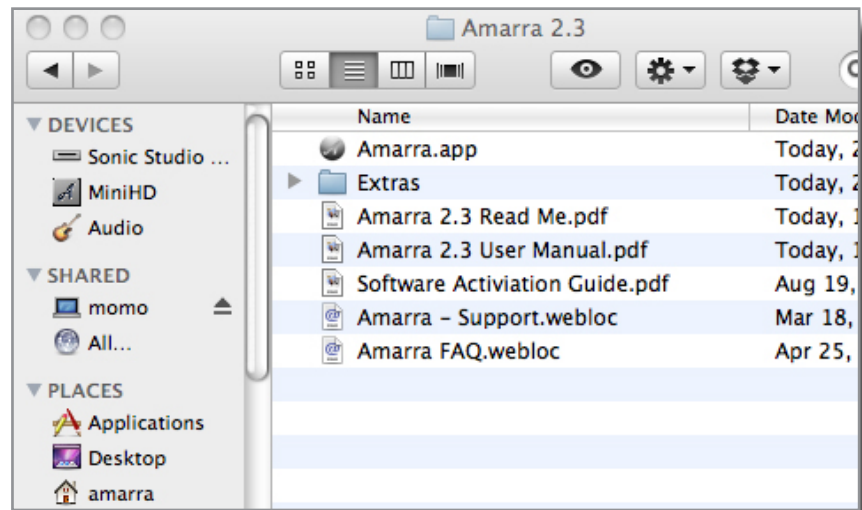 Amarra 2.3
Name Date Mod
DEVICES
Sonic Studio ...
MiniHD
Audio
SHARED
momo
All...
PLACES
Applications
Desktop
amarra
Amarra.app Today, 2
Extras Today, 2
Amarra 2.3 Read Me.pdf Today, 1
Amarra 2.3 User Manual.pdf Today, 1
Software Activiation Guide.pdf Aug 19,
Amarra – Support.webloc Mar 18,
Amarra FAQ.webloc Apr 25,